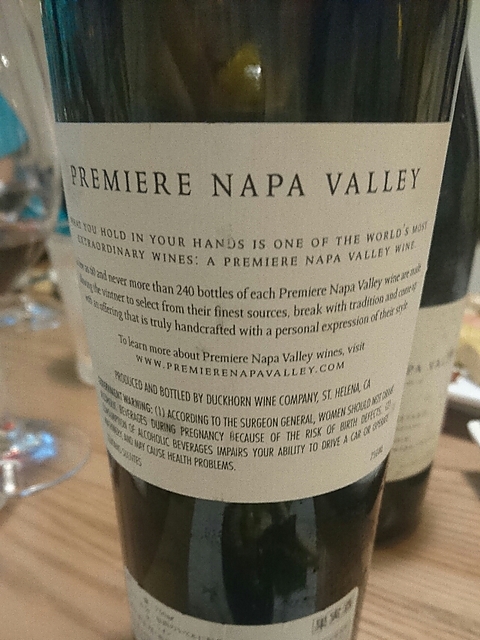 PREMIERE NAPA VALLEY
YOU HOLD IN YOUR HANDS IS ONE OF THE WORLD'S MOST
EXTRAORDINARY WINES: A PREMIERE NAPA VALLEY WINE.
and never more than 240 bottles of each Premiere Napa Valley wine are made
the vintner to select from their finest sources, break with tradition and come up
with an offering that is truly handcrafted with a personal expression of their style.
To learn more about Premiere Napa Valley wines, visit
WWW.PREMIERENAPAVALLEY.COM
PRODUCED AND BOTTLED BY DUCKHORN WINE COMPANY, ST. HELENA, CA
GOVERNMENT WARNING: (1) ACCORDING TO THE SURGEON GENERAL, WOMEN SHOULD NOT DRINK
BEVERAGES DURING PREGNANCY BECAUSE OF THE RISK OF BIRTH DEFECTS. (2)
CONSUMPTION OF ALCOHOLIC BEVERAGES IMPAIRS YOUR ABILITY TO DRIVE A CAR OR OPERATE
MACHINERY, AND MAY CAUSE HEALTH PROBLEMS.
SULFITES
750ML